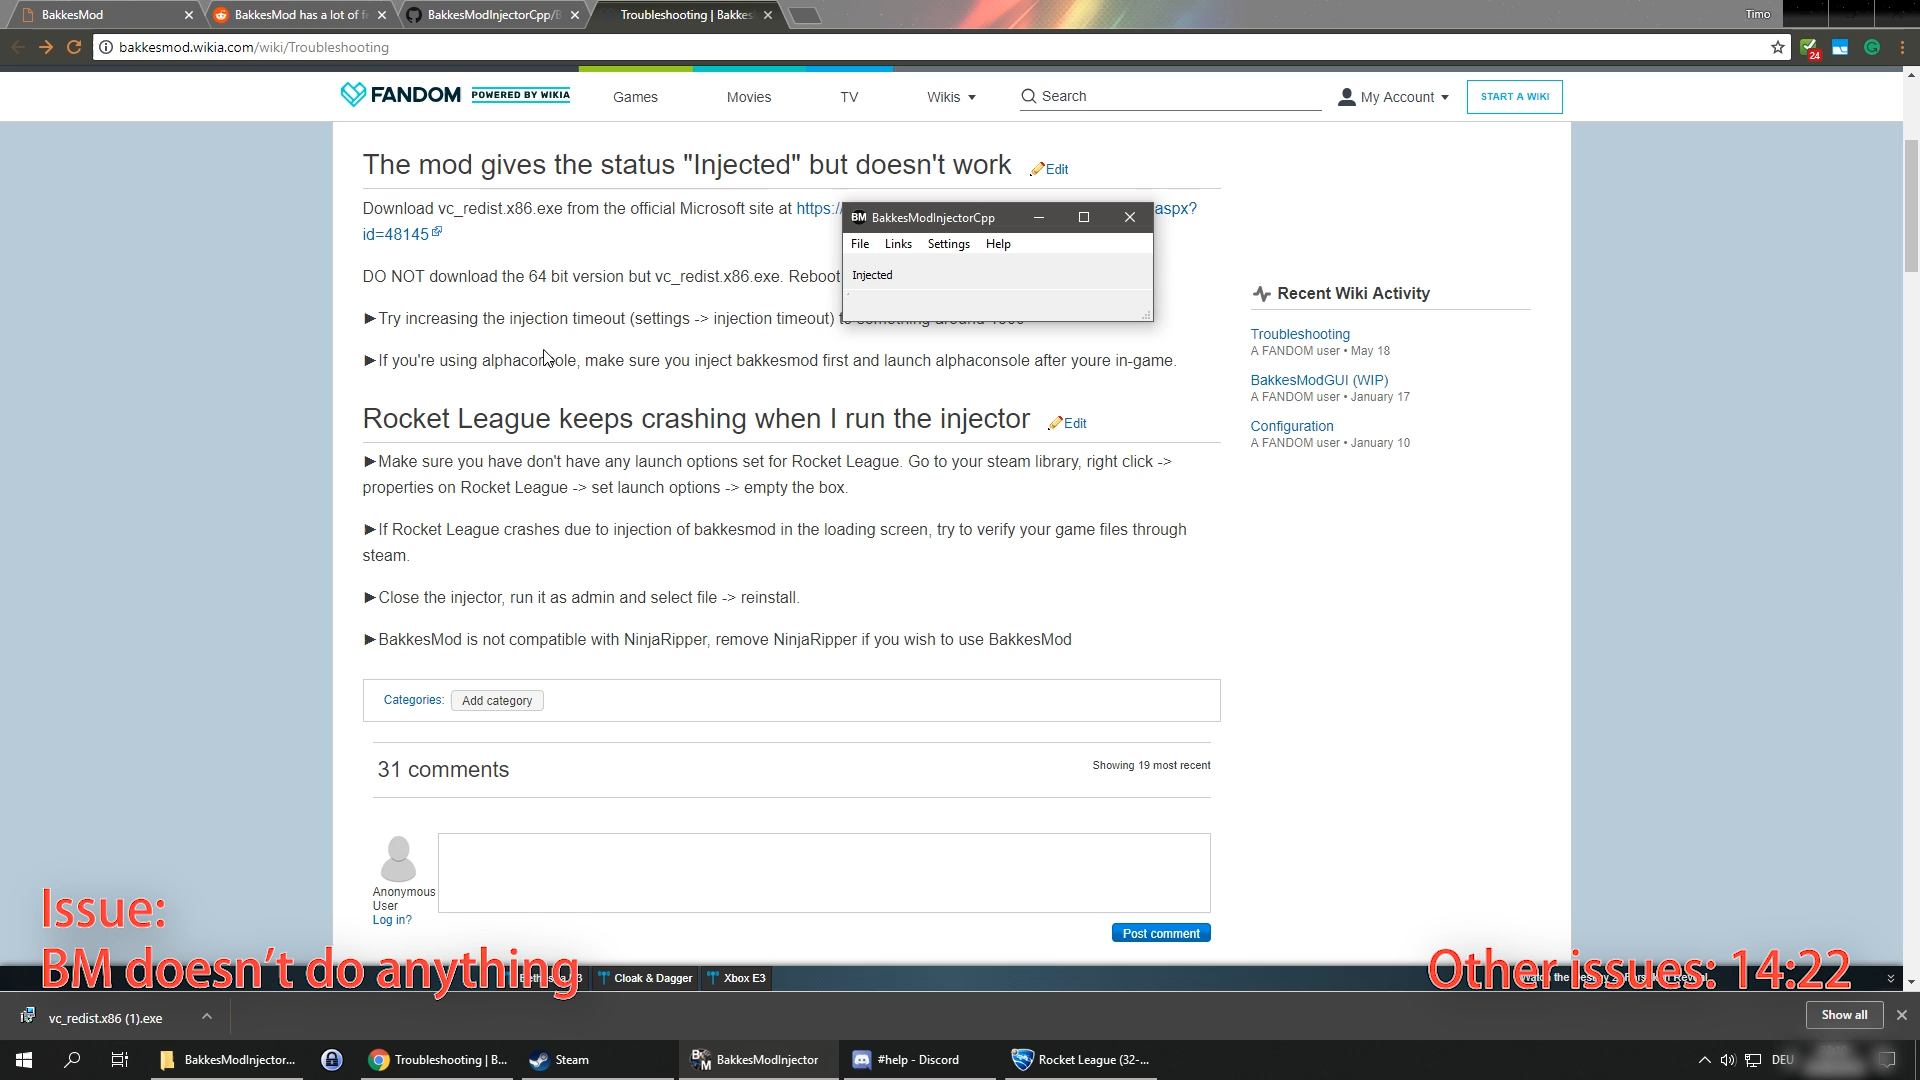 BakkesMod
BakkesMod has a lot of f
BakkesModInjectorCpp/B
Troubleshooting | Bakkes
Timo
bakkesmod.wikia.com/wiki/Troubleshooting
24
FANDOM POWERED BY WIKIA
Games
Movies
TV
Wikis
Search
My Account
START A WIKI
The mod gives the status "Injected" but doesn't work
Edit
Download vc_redist.x86.exe from the official Microsoft site at https:/
aspx?
id=48145
DO NOT download the 64 bit version but vc_redist.x86.exe. Reboot
►Try increasing the injection timeout (settings -> injection timeout)
►If you're using alphaconsole, make sure you inject bakkesmod first and launch alphaconsole after youre in-game.
BM BakkesModInjectorCpp
File Links Settings Help
Injected
Rocket League keeps crashing when I run the injector
Edit
►Make sure you have don't have any launch options set for Rocket League. Go to your steam library, right click ->
properties on Rocket League -> set launch options -> empty the box.
►If Rocket League crashes due to injection of bakkesmod in the loading screen, try to verify your game files through
steam.
►Close the injector, run it as admin and select file -> reinstall.
►BakkesMod is not compatible with NinjaRipper, remove NinjaRipper if you wish to use BakkesMod
Recent Wiki Activity
Troubleshooting
A FANDOM user • May 18
BakkesModGUI (WIP)
A FANDOM user • January 17
Configuration
A FANDOM user • January 10
Categories:
Add category
31 comments
Showing 19 most recent
Anonymous
User
Log in?
Post comment
Issue:
BM doesn't do anything
Cloak & Dagger
Xbox E3
Other issues: 14:22
vc_redist.x86 (1).exe
Show all
BakkesModInjector...
Troubleshooting | B...
Steam
BakkesModInjector
#help - Discord
Rocket League (32-...
DEU